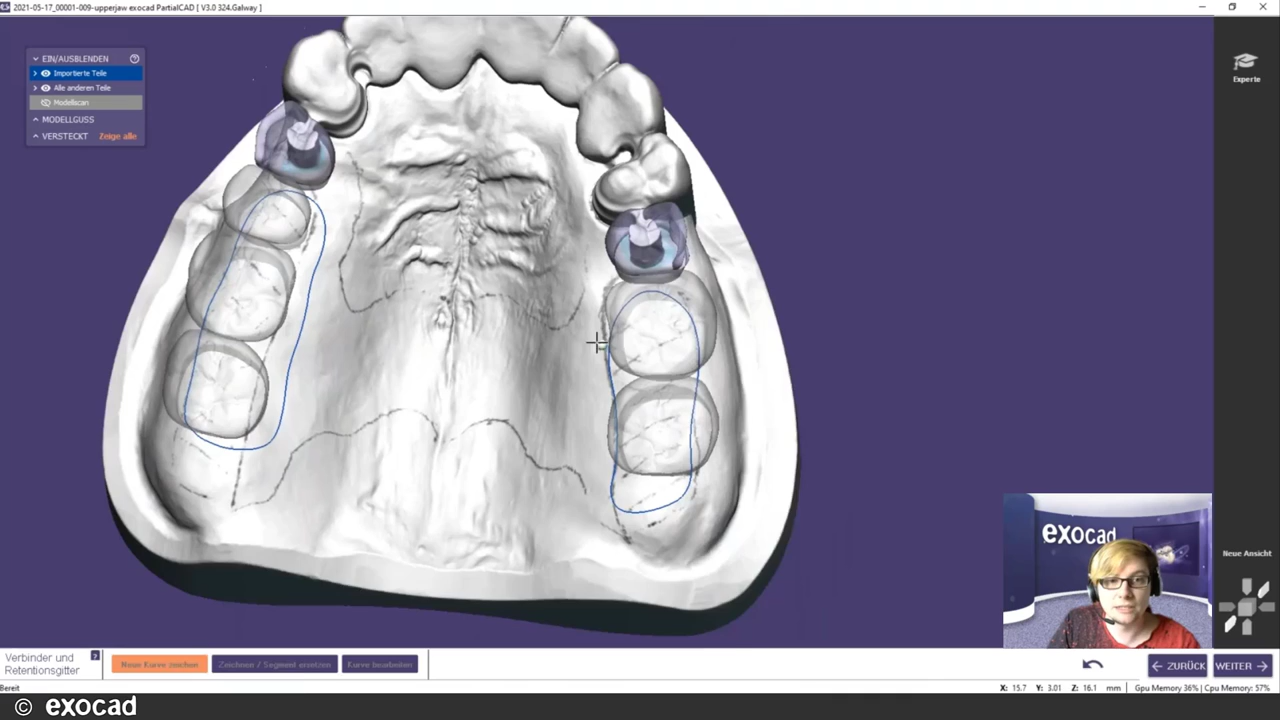 2021-05-17_00001-009-upperjaw exocad PartialCAD [ V3.0 324.Galway ]
EIN/AUSBLENDEN
Importierte Teile
Alle anderen Teile
Modellscan
MODELLGUSS
VERSTECKT Zeige alle
Experte
exocad
Neue Ansicht
Verbinder und
Retentionsgitter
Neue Kurve zeichnen
Zeichnen / Segment ersetzen
Kurve bearbeiten
ZURÜCK
WEITER
Bereit
X: 15.7 Y: 3.01 Z: 16.1 mm Gpu Memory 36% | Cpu Memory: 57%
© exocad